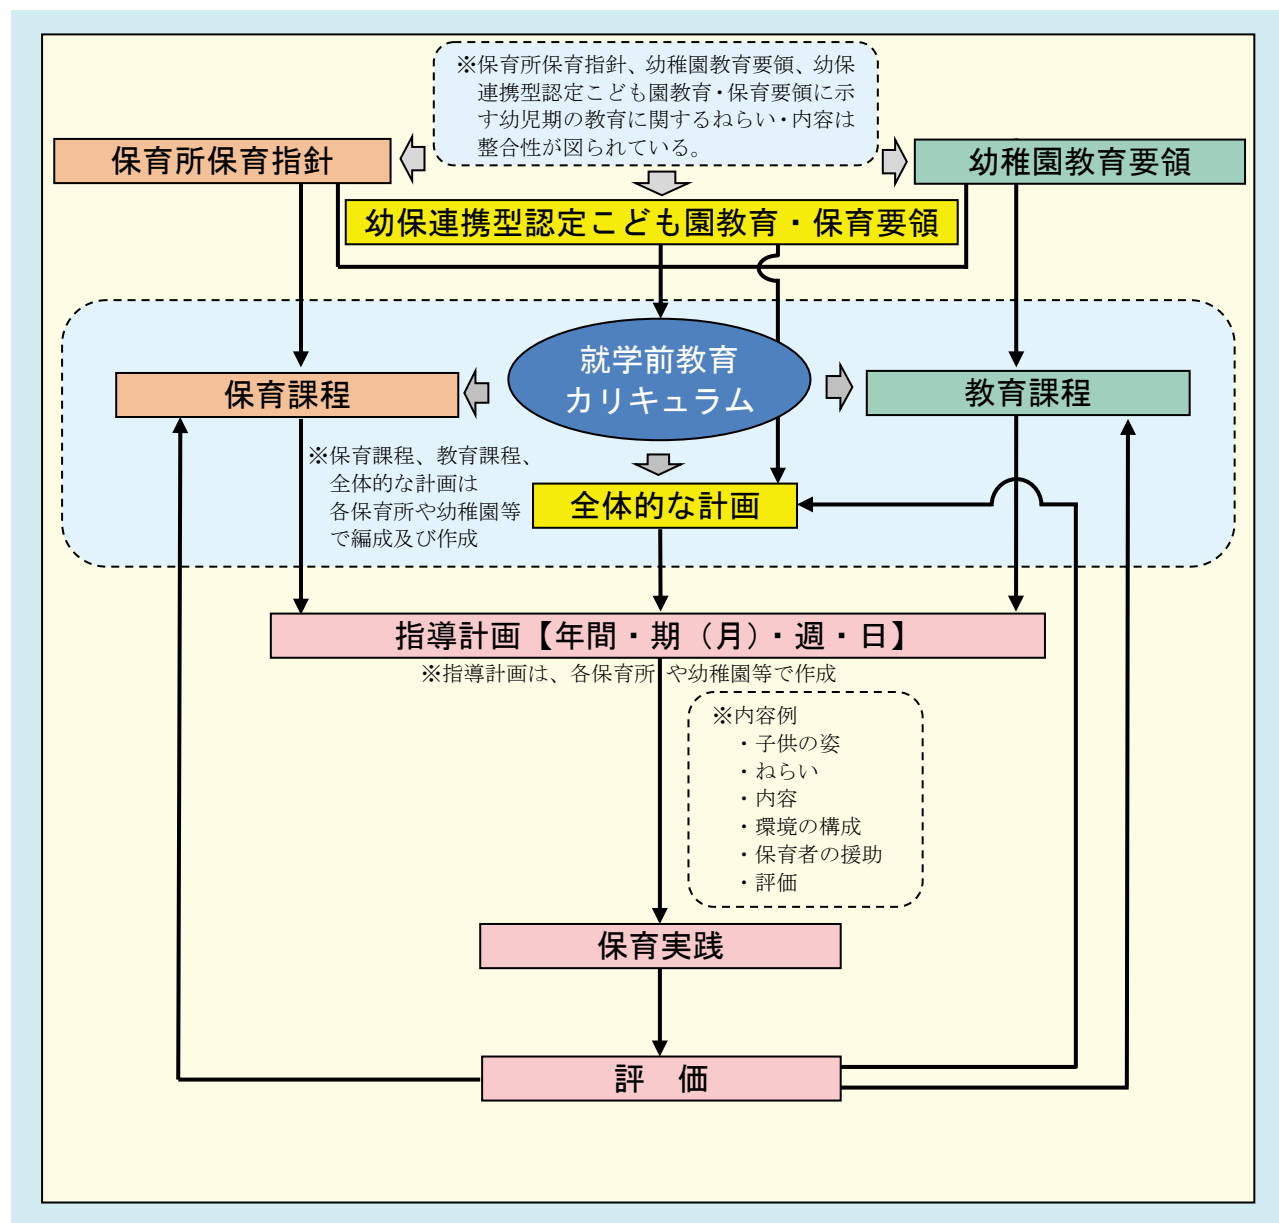 ※保育所保育指針、幼稚園教育要領、幼保
連携型認定こども園教育・保育要領に示
す幼児期の教育に関するねらい・内容は
整合性が図られている。
保育所保育指針
幼稚園教育要領
幼保連携型認定こども園教育・保育要領
就学前教育
カリキュラム
保育課程
教育課程
※保育課程、教育課程、
全体的な計画は
各保育所や幼稚園等
で編成及び作成
全体的な計画
指導計画【年間・期（月）・週・日】
※指導計画は、各保育所 や幼稚園等で作成
※内容例
・子供の姿
・ねらい
・内容
・環境の構成
・保育者の援助
・評価
保育実践
評　価